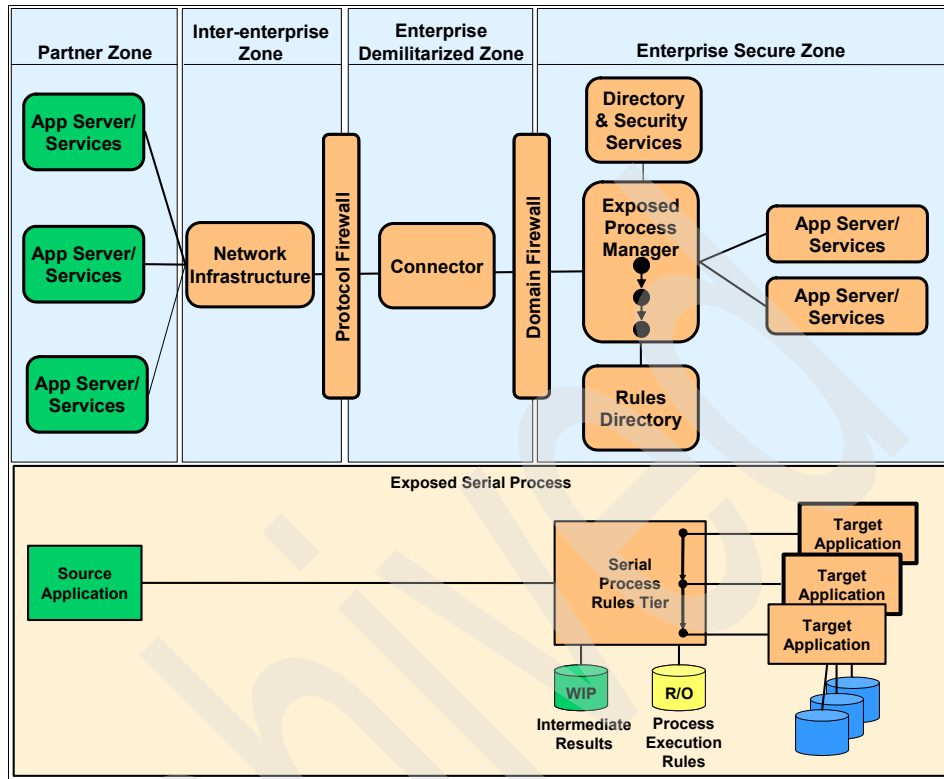 Partner Zone
Inter-enterprise
Zone
Enterprise
Demilitarized Zone
Enterprise Secure Zone
App Server/
Services
App Server/
Services
App Server/
Services
Network
Infrastructure
Protocol Firewall
Connector
Domain Firewall
Directory
& Security
Services
Exposed
Process
Manager
Rules
Directory
App Server/
Services
App Server/
Services
Exposed Serial Process
Source
Application
Serial
Process
Rules Tier
Target
Application
Target
Application
Target
Application
WIP
Intermediate
Results
R/O
Process
Execution
Rules